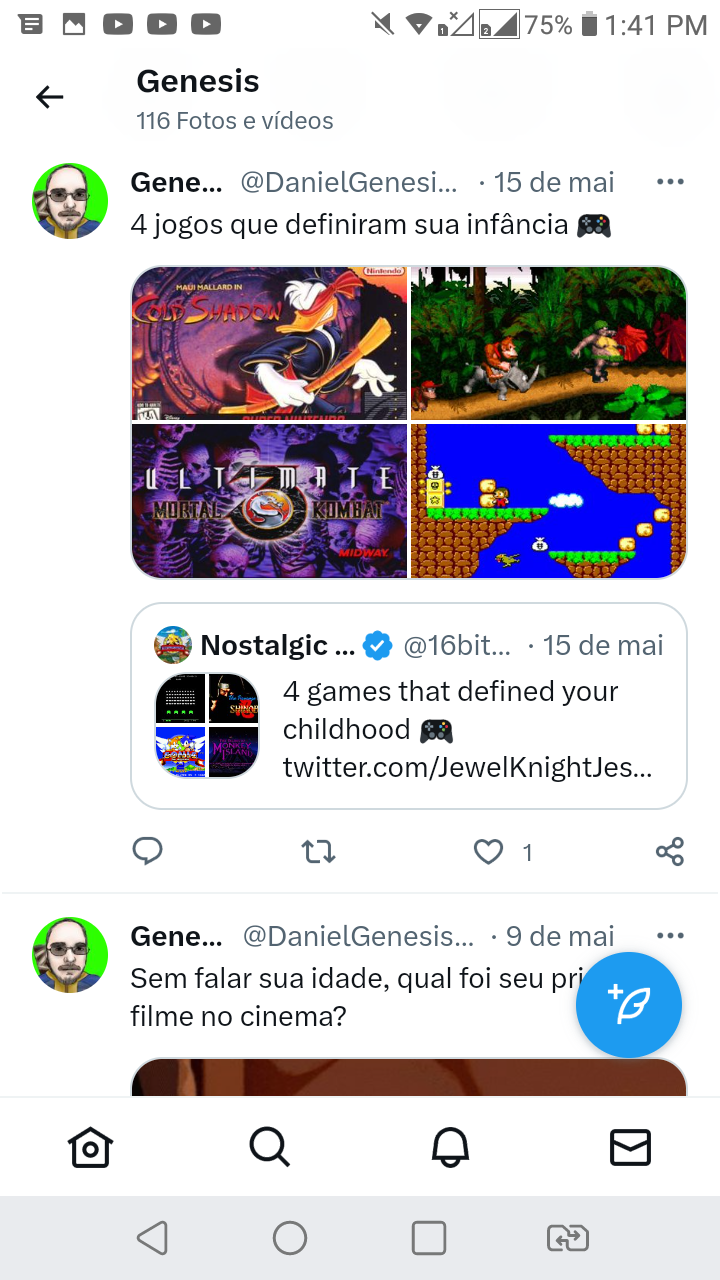 75% 1:41 PM
Genesis
116 Fotos e vídeos
Gene... @DanielGenesi... · 15 de mai
4 jogos que definiram sua infância
Nintendo
MAUI MALLARD IN
COLD SHADOW
SUPER NINTENDO
ULTIMATE
MORTAL 3 KOMBAT
MIDWAY
Nostalgic ... @16bit... · 15 de mai
4 games that defined your
childhood
twitter.com/JewelKnightJes...
SHINOBI
MONKEY
ISLAND
1
Gene... @DanielGenesis... · 9 de mai
Sem falar sua idade, qual foi seu pri
filme no cinema?